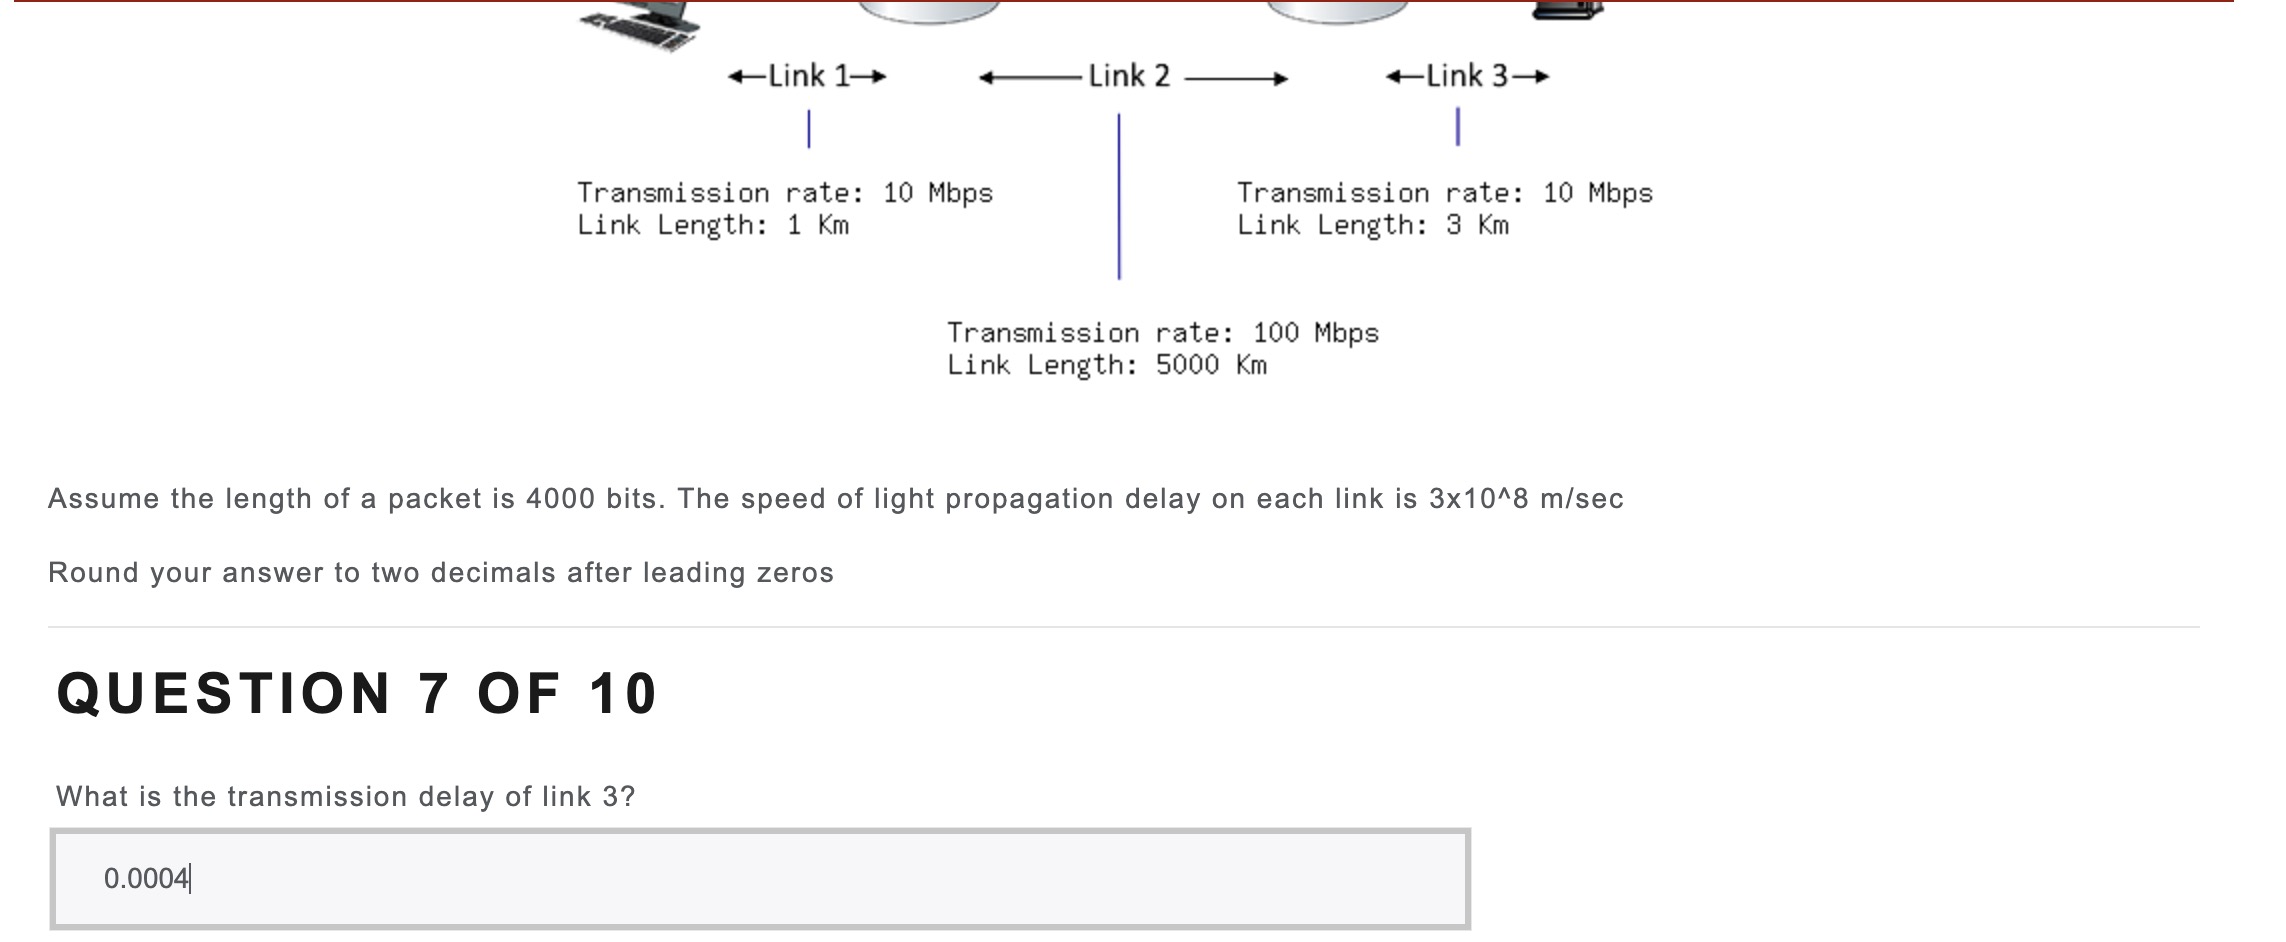 Link 1 Link 2 Link 3
Transmission rate: 10 Mbps Transmission rate: 10 Mbps
Link Length: 1 Km Link Length: 3 Km
Transmission rate: 100 Mbps
Link Length: 5000 Km
Assume the length of a packet is 4000 bits. The speed of light propagation delay on each link is 3x10^8 m/sec
Round your answer to two decimals after leading zeros
QUESTION 7 OF 10
What is the transmission delay of link 3?
0.0004